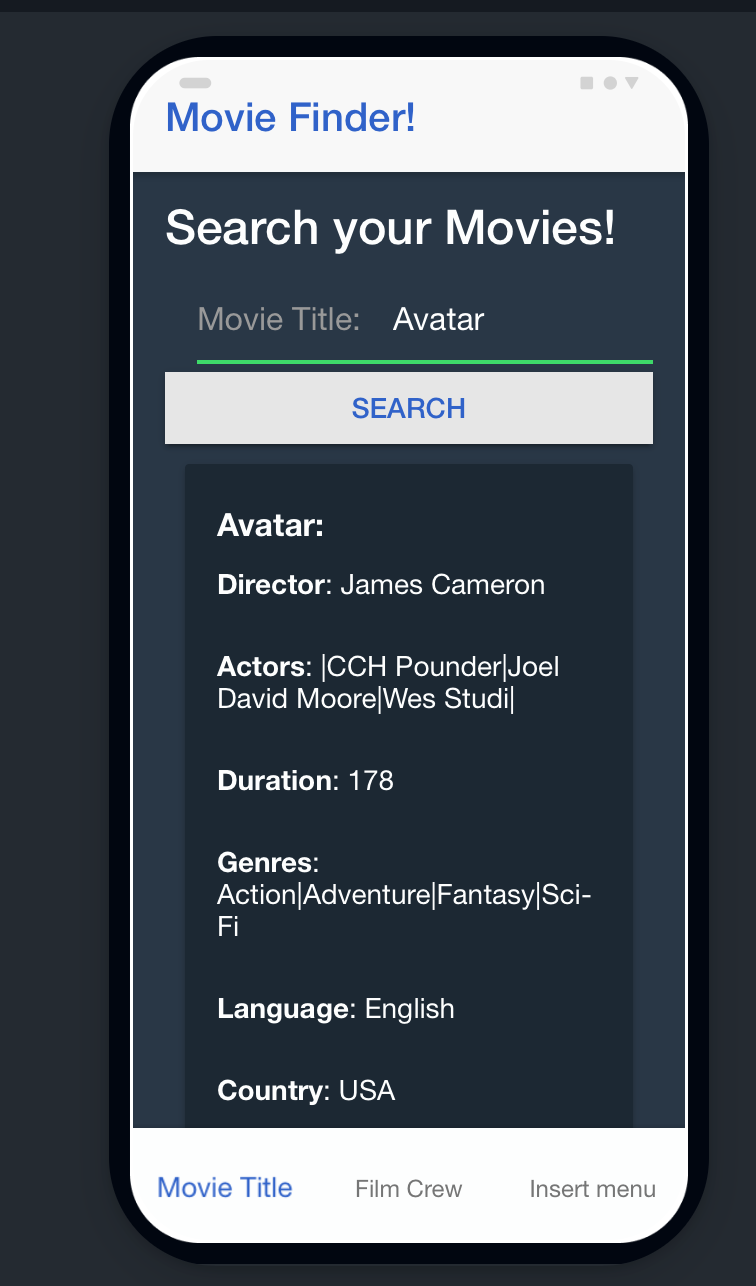 Movie Finder!
Search your Movies!
Movie Title: Avatar
SEARCH
Avatar:
Director: James Cameron
Actors: |CCH Pounder|Joel
David Moore|Wes Studi|
Duration: 178
Genres:
Action|Adventure|Fantasy|Sci-
Fi
Language: English
Country: USA
Movie Title Film Crew Insert menu